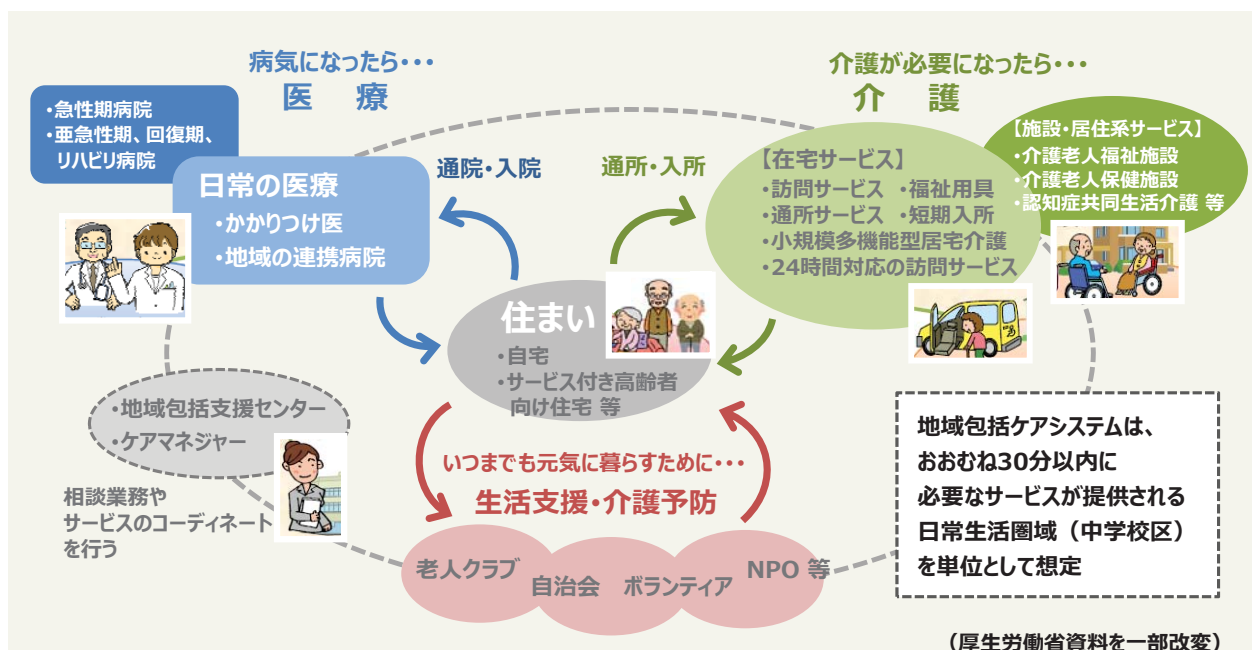 病気になったら・・・
医 療
・急性期病院
・亜急性期、回復期、
リハビリ病院
日常の医療
・かかりつけ医
・地域の連携病院
通院・入院
介護が必要になったら・・・
介 護
通所・入所
【在宅サービス】
・訪問サービス ・福祉用具
・通所サービス ・短期入所
・小規模多機能型居宅介護
・24時間対応の訪問サービス
【施設・居住系サービス】
・介護老人福祉施設
・介護老人保健施設
・認知症共同生活介護 等
住まい
・自宅
・サービス付き高齢者
向け住宅 等
・地域包括支援センター
・ケアマネジャー
相談業務や
サービスのコーディネート
を行う
いつまでも元気に暮らすために・・・
生活支援・介護予防
老人クラブ
自治会
ボランティア
NPO 等
地域包括ケアシステムは、
おおむね30分以内に
必要なサービスが提供される
日常生活圏域（中学校区）
を単位として想定
（厚生労働省資料を一部改変）